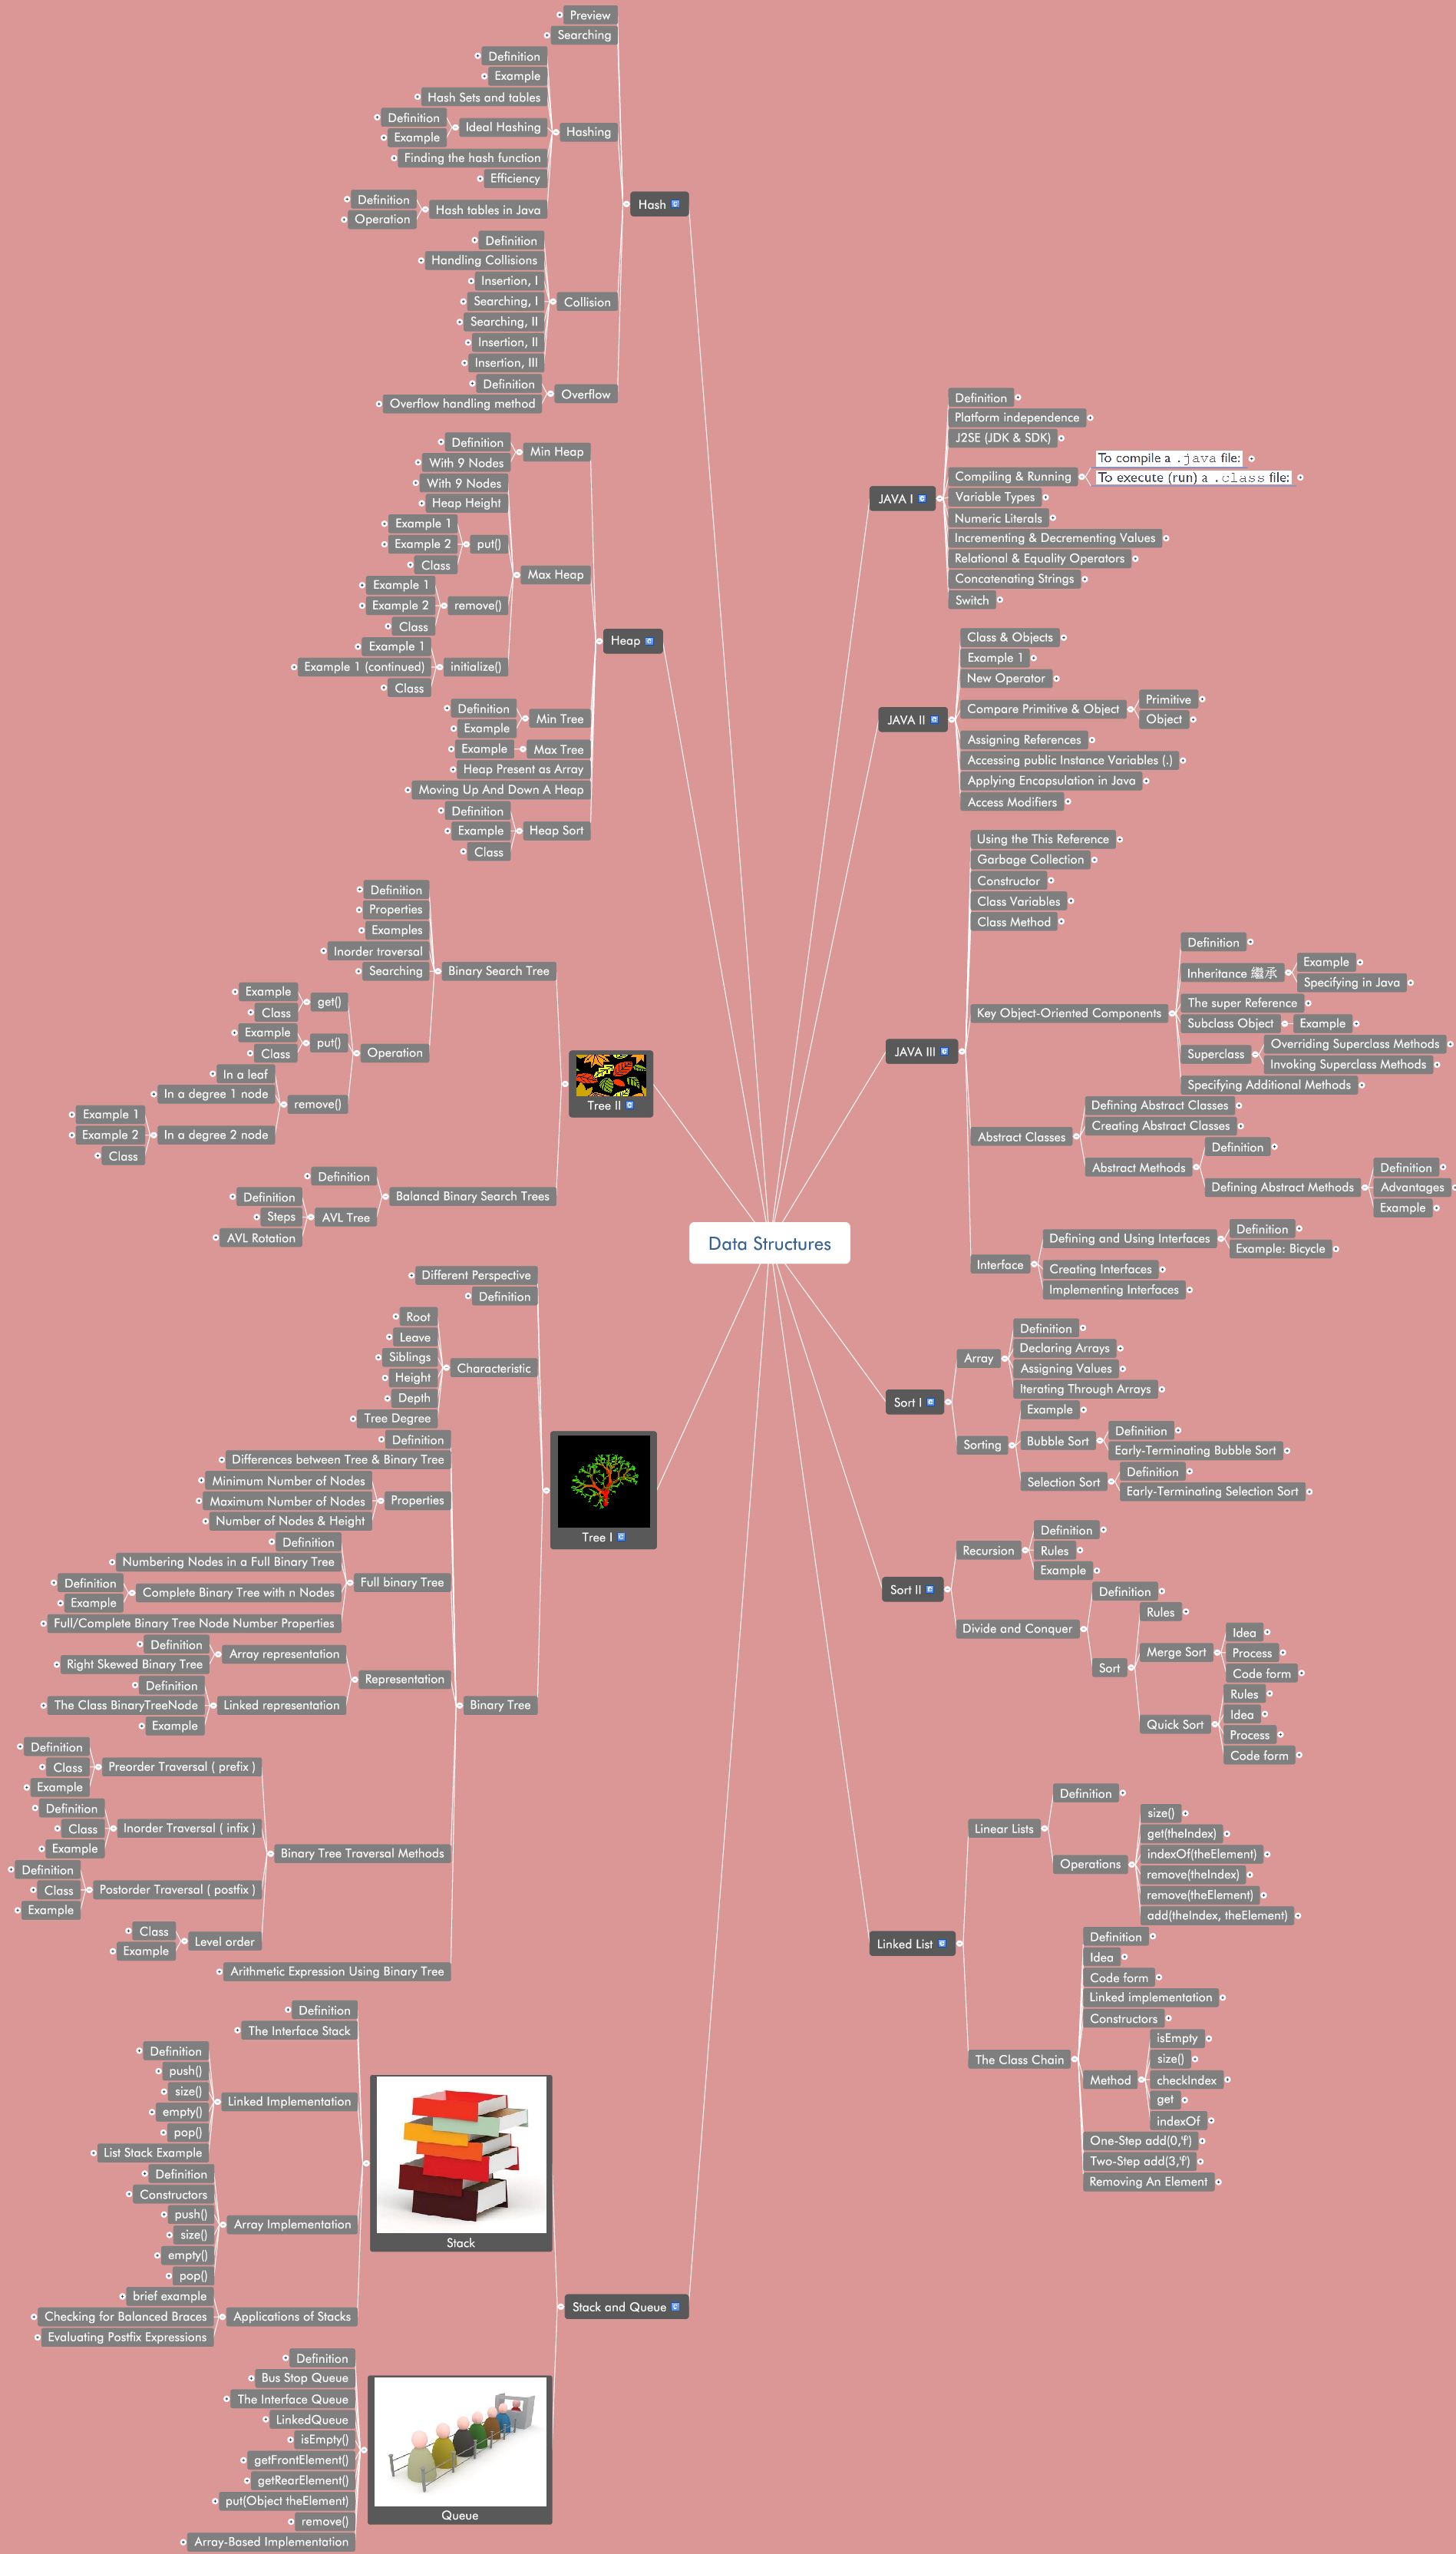 Data Structures
JAVA I
Definition
Platform independence
J2SE (JDK & SDK)
Compiling & Running
To compile a .java file:
To execute (run) a .class file:
Variable Types
Numeric Literals
Incrementing & Decrementing Values
Relational & Equality Operators
Concatenating Strings
Switch
JAVA II
Class & Objects
Example 1
New Operator
Compare Primitive & Object
Primitive
Object
Assigning References
Accessing public Instance Variables (.)
Applying Encapsulation in Java
Access Modifiers
JAVA III
Using the This Reference
Garbage Collection
Constructor
Class Variables
Class Method
Key Object-Oriented Components
Definition
Inheritance 繼承
Example
Specifying in Java
The super Reference
Subclass Object
Example
Superclass
Overriding Superclass Methods
Invoking Superclass Methods
Specifying Additional Methods
Abstract Classes
Defining Abstract Classes
Creating Abstract Classes
Abstract Methods
Definition
Defining Abstract Methods
Definition
Advantages
Example
Interface
Defining and Using Interfaces
Definition
Example: Bicycle
Creating Interfaces
Implementing Interfaces
Sort I
Array
Definition
Declaring Arrays
Assigning Values
Iterating Through Arrays
Sorting
Example
Bubble Sort
Definition
Early-Terminating Bubble Sort
Selection Sort
Definition
Early-Terminating Selection Sort
Sort II
Recursion
Definition
Rules
Example
Divide and Conquer
Definition
Sort
Rules
Merge Sort
Idea
Process
Code form
Quick Sort
Rules
Idea
Process
Code form
Linked List
Linear Lists
Definition
Operations
size()
get(theIndex)
indexOf(theElement)
remove(theIndex)
remove(theElement)
add(theIndex, theElement)
The Class Chain
Definition
Idea
Code form
Linked implementation
Constructors
Method
isEmpty
size()
checkIndex
get
indexOf
One-Step add(0,'f')
Two-Step add(3,'f')
Removing An Element
Hash
Preview
Searching
Hashing
Definition
Example
Hash Sets and tables
Ideal Hashing
Definition
Example
Finding the hash function
Efficiency
Hash tables in Java
Definition
Operation
Collision
Definition
Handling Collisions
Insertion, I
Searching, I
Searching, II
Insertion, II
Insertion, III
Overflow
Definition
Overflow handling method
Heap
Min Heap
Definition
With 9 Nodes
Max Heap
With 9 Nodes
Heap Height
put()
Example 1
Example 2
Class
remove()
Example 1
Example 2
Class
initialize()
Example 1
Example 1 (continued)
Class
Min Tree
Definition
Example
Max Tree
Example
Heap Present as Array
Moving Up And Down A Heap
Heap Sort
Definition
Example
Class
Tree II
Binary Search Tree
Definition
Properties
Examples
Inorder traversal
Searching
Operation
get()
Example
Class
put()
Example
Class
remove()
In a leaf
In a degree 1 node
In a degree 2 node
Example 1
Example 2
Class
Balancd Binary Search Trees
Definition
AVL Tree
Definition
Steps
AVL Rotation
Tree I
Different Perspective
Definition
Characteristic
Root
Leave
Siblings
Height
Depth
Tree Degree
Binary Tree
Definition
Differences between Tree & Binary Tree
Properties
Minimum Number of Nodes
Maximum Number of Nodes
Number of Nodes & Height
Full binary Tree
Definition
Numbering Nodes in a Full Binary Tree
Complete Binary Tree with n Nodes
Definition
Example
Full/Complete Binary Tree Node Number Properties
Representation
Array representation
Definition
Right Skewed Binary Tree
Linked representation
Definition
The Class BinaryTreeNode
Example
Binary Tree Traversal Methods
Preorder Traversal ( prefix )
Definition
Class
Example
Inorder Traversal ( infix )
Definition
Class
Example
Postorder Traversal ( postfix )
Definition
Class
Example
Level order
Class
Example
Arithmetic Expression Using Binary Tree
Stack and Queue
Stack
Definition
The Interface Stack
Linked Implementation
Definition
push()
size()
empty()
pop()
List Stack Example
Array Implementation
Definition
Constructors
push()
size()
empty()
pop()
Applications of Stacks
brief example
Checking for Balanced Braces
Evaluating Postfix Expressions
Queue
Definition
Bus Stop Queue
The Interface Queue
LinkedQueue
isEmpty()
getFrontElement()
getRearElement()
put(Object theElement)
remove()
Array-Based Implementation